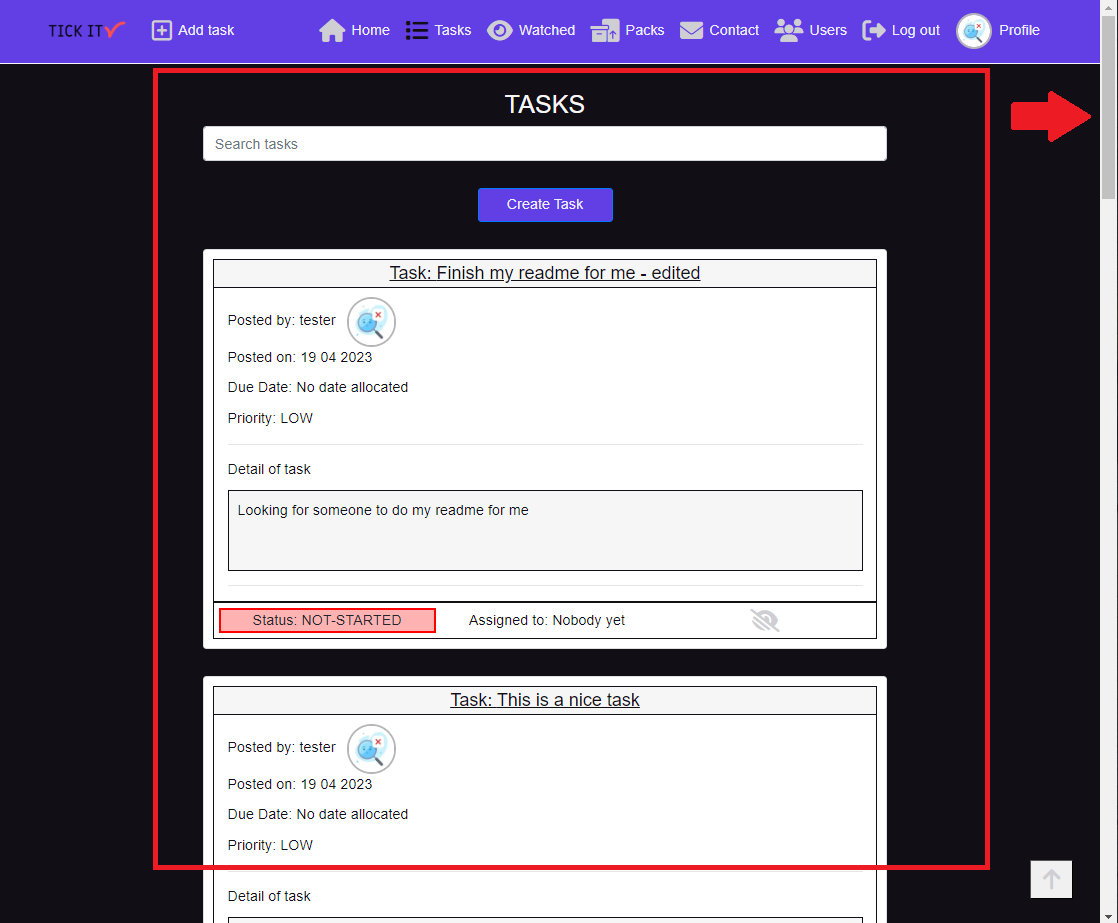 TICK IT Add task Home Tasks Watched Packs Contact Users Log out Profile
TASKS
Search tasks
Create Task
Task: Finish my readme for me - edited
Posted by: tester
Posted on: 19 04 2023
Due Date: No date allocated
Priority: LOW
Detail of task
Looking for someone to do my readme for me
Status: NOT-STARTED Assigned to: Nobody yet
Task: This is a nice task
Posted by: tester
Posted on: 19 04 2023
Due Date: No date allocated
Priority: LOW
Detail of task